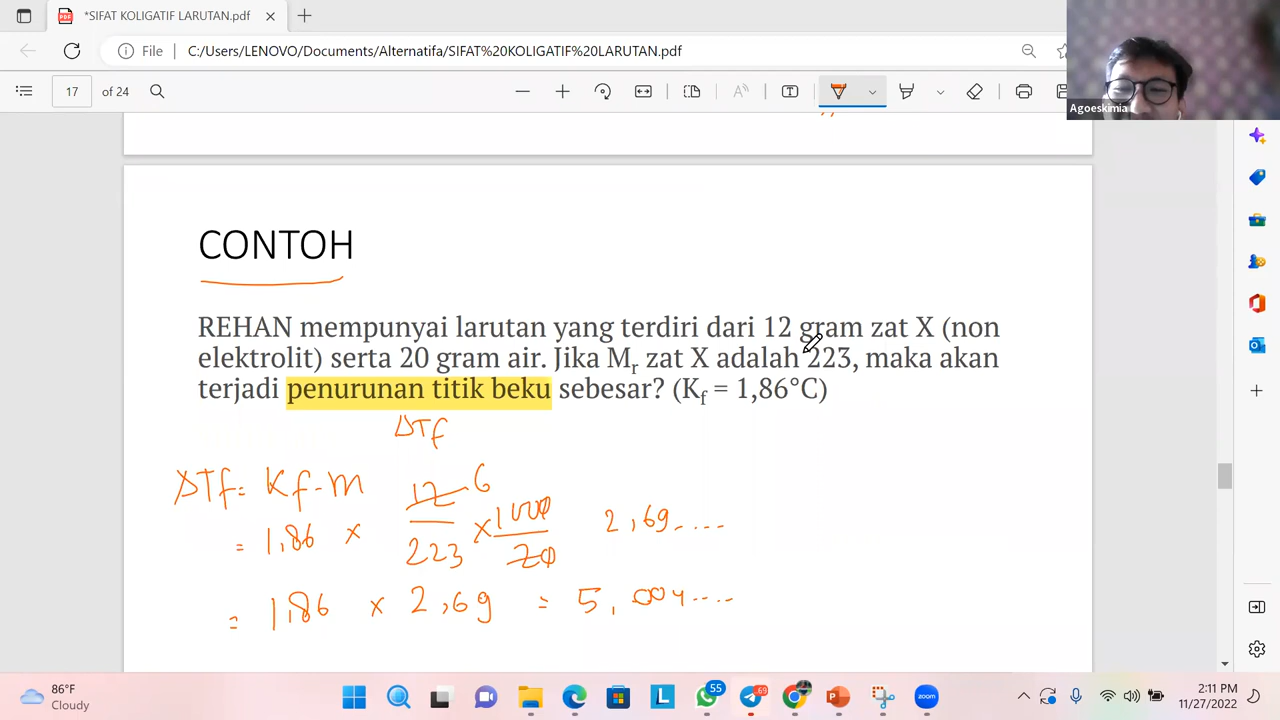 *SIFAT KOLIGATIF LARUTAN.pdf
File C:/Users/LENOVO/Documents/Alternatifa/SIFAT%20KOLIGATIF%20LARUTAN.pdf
17 of 24
Agoeskimia
CONTOH
REHAN mempunyai larutan yang terdiri dari 12 gram zat X (non
elektrolit) serta 20 gram air. Jika Mr zat X adalah 223, maka akan
terjadi penurunan titik beku sebesar? (Kf = 1,86°C)
ΔTf
ΔTf = Kf . m
= 1,86 × 12/223 × 1000/20 6 2,69....
= 1,86 × 2,69 = 5,004....
86°F
Cloudy
55
.69
2:11 PM
11/27/2022